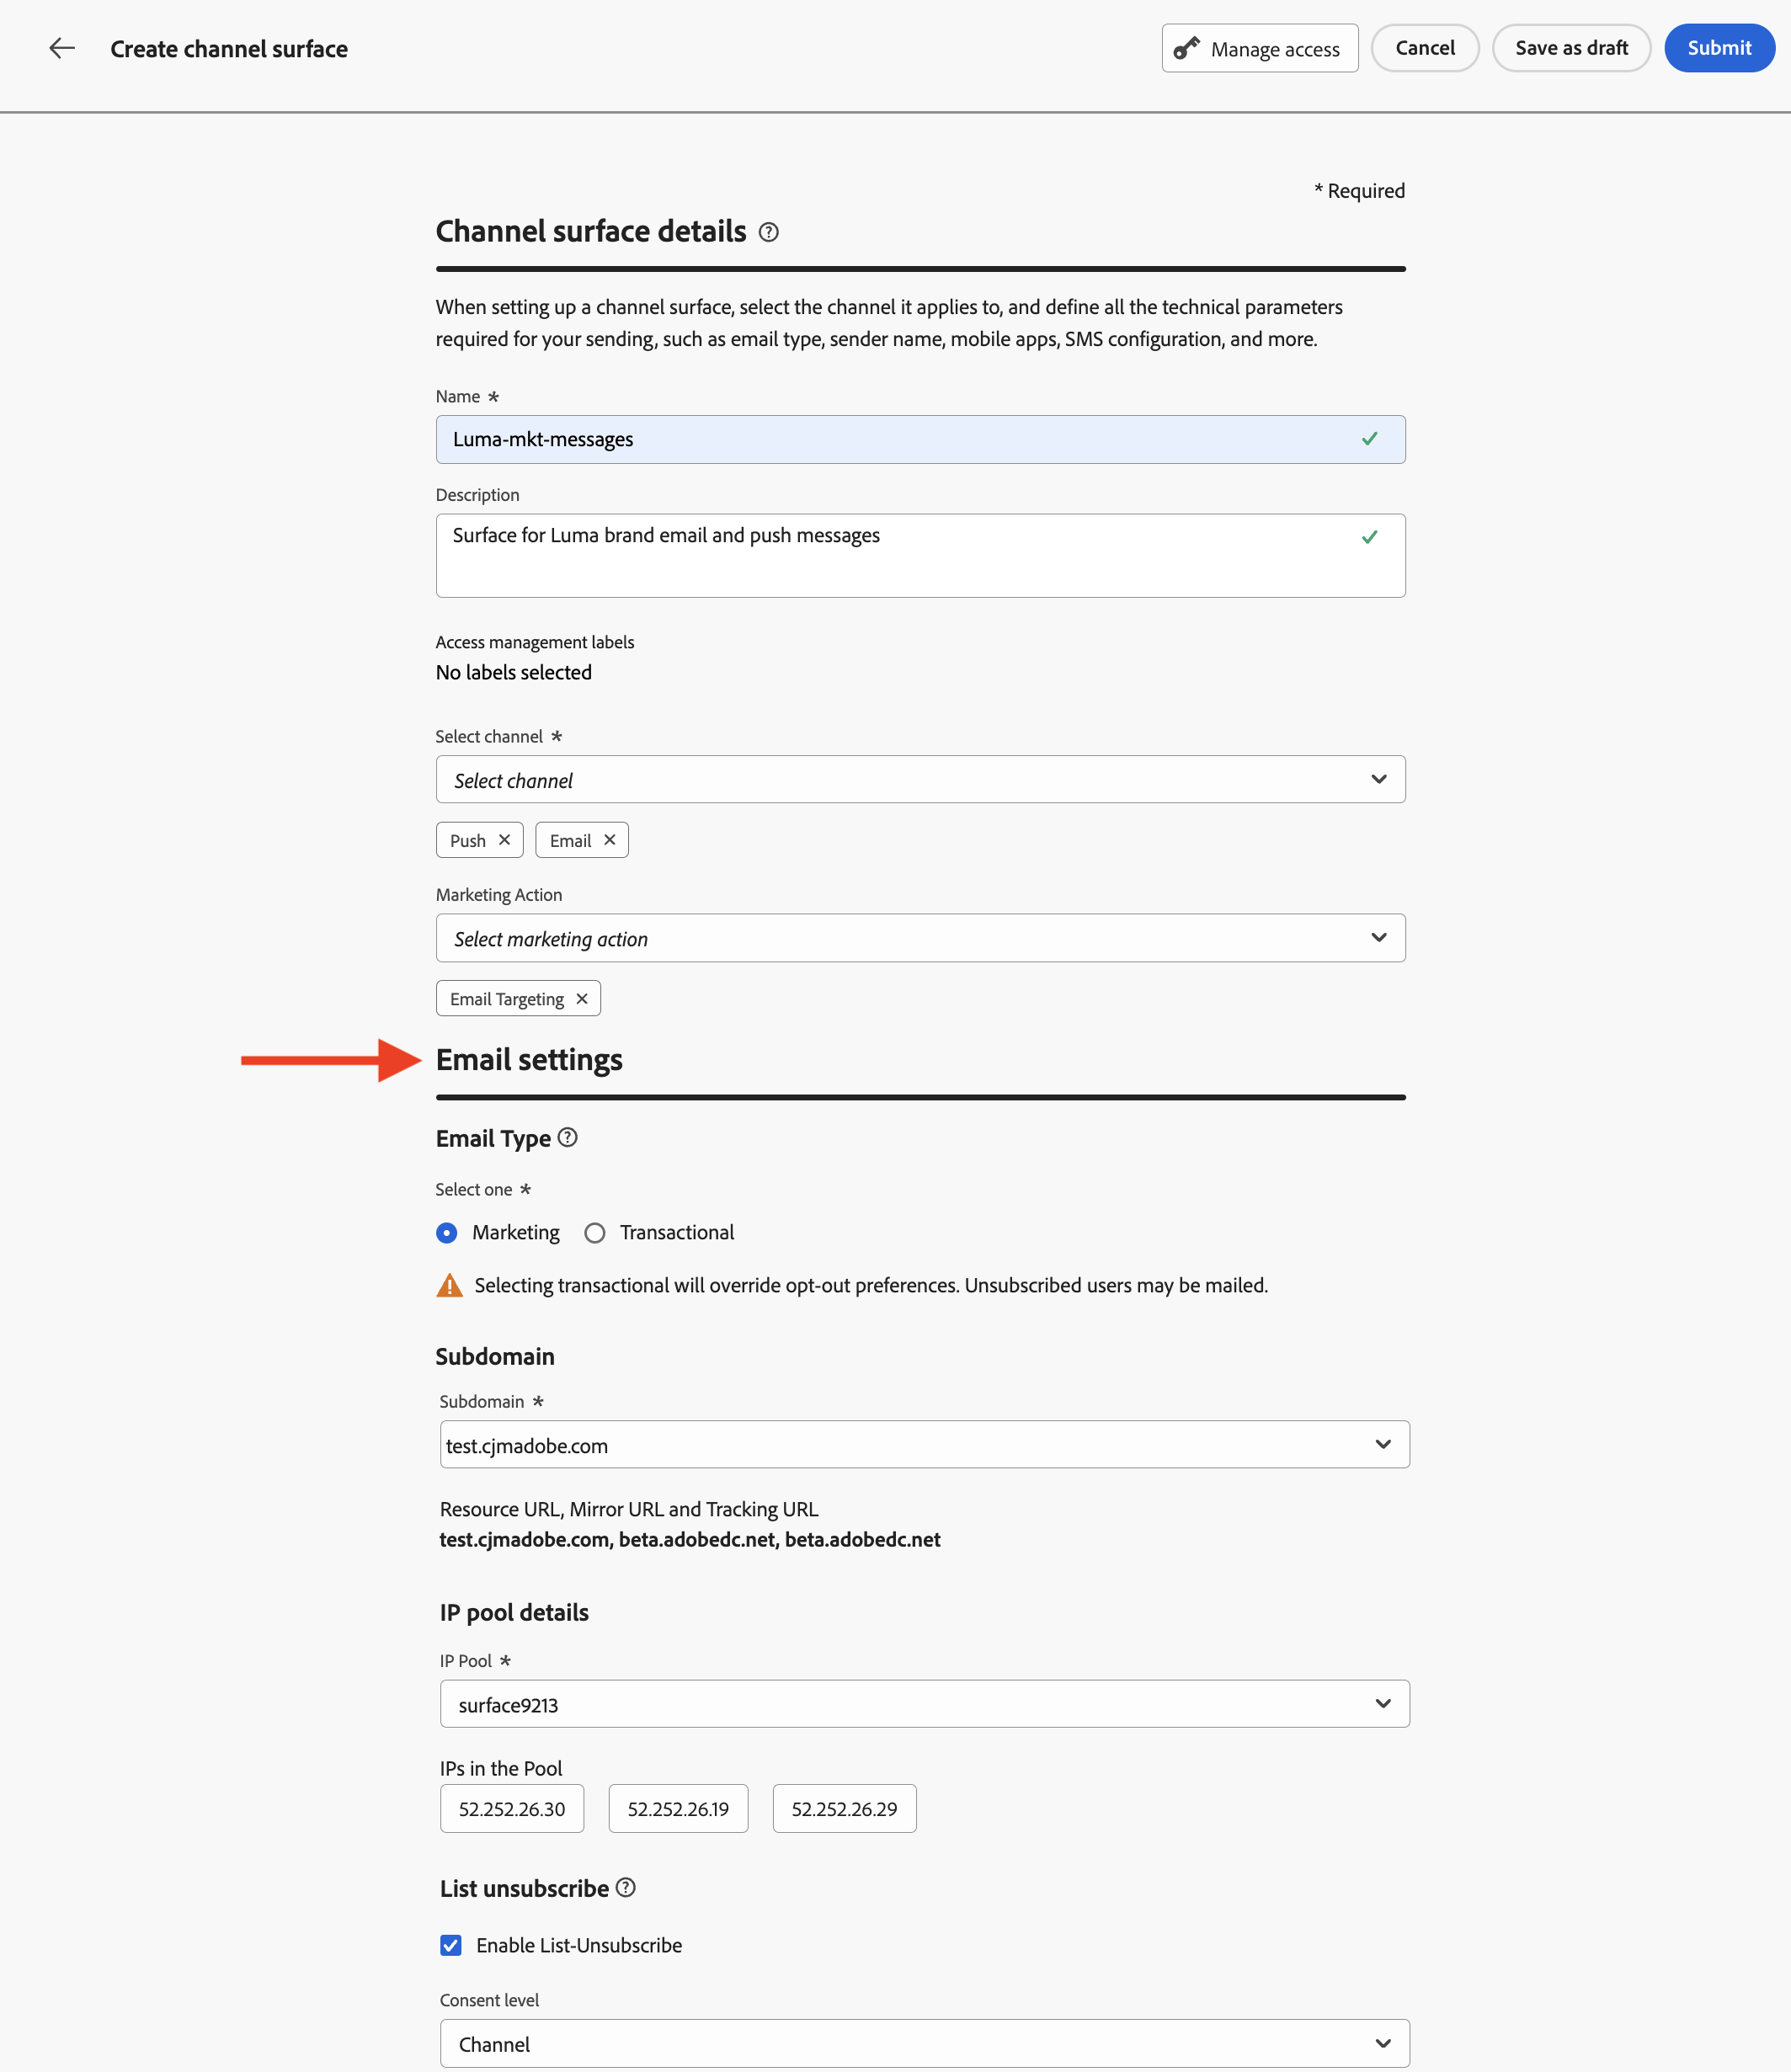 Create channel surface
Manage access
Cancel
Save as draft
Submit
* Required
Channel surface details
When setting up a channel surface, select the channel it applies to, and define all the technical parameters
required for your sending, such as email type, sender name, mobile apps, SMS configuration, and more.
Name *
Luma-mkt-messages
Description
Surface for Luma brand email and push messages
Access management labels
No labels selected
Select channel *
Select channel
Push
Email
Marketing Action
Select marketing action
Email Targeting
Email settings
Email Type
Select one *
Marketing
Transactional
Selecting transactional will override opt-out preferences. Unsubscribed users may be mailed.
Subdomain
Subdomain *
test.cjmadobe.com
Resource URL, Mirror URL and Tracking URL
test.cjmadobe.com, beta.adobedc.net, beta.adobedc.net
IP pool details
IP Pool *
surface9213
IPs in the Pool
52.252.26.30
52.252.26.19
52.252.26.29
List unsubscribe
Enable List-Unsubscribe
Consent level
Channel